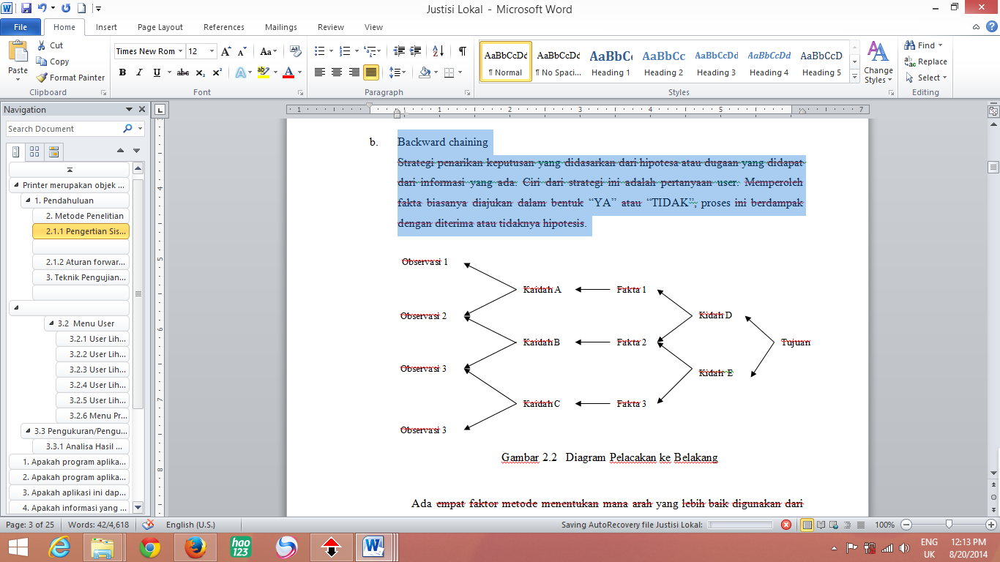 Justisi Lokal - Microsoft Word
File Home Insert Page Layout References Mailings Review View
Paste
Cut
Copy
Format Painter
Clipboard
Times New Rom 12
Font
Paragraph
AaBbCcDd AaBbCcDd AaBbCc AaBbCc AaBbCcDd AaBbCcDd AaBbCcD
¶ Normal ¶ No Spaci... Heading 1 Heading 2 Heading 3 Heading 4 Heading 5
Styles
Change Styles
Find
Replace
Select
Editing
Navigation
Search Document
Printer merupakan objek ...
1. Pendahuluan
2. Metode Penelitian
2.1.1 Pengertian Sis...
2.1.2 Aturan forwar...
3. Teknik Pengujian...
3.2 Menu User
3.2.1 User Lih...
3.2.2 User Lih...
3.2.3 User Lih...
3.2.4 User Lih...
3.2.5 User Lih...
3.2.6 Menu Pr...
3.3 Pengukuran/Pengu...
3.3.1 Analisa Hasil ...
1. Apakah program aplika...
2. Apakah program aplika...
3. Apakah aplikasi ini dap...
4. Apakah informasi yang ...
b. Backward chaining
Strategi penarikan keputusan yang didasarkan dari hipotesa atau dugaan yang didapat
dari informasi yang ada. Ciri dari strategi ini adalah pertanyaan user. Memperoleh
fakta biasanya diajukan dalam bentuk “YA” atau “TIDAK”, proses ini berdampak
dengan diterima atau tidaknya hipotesis.
Observasi 1
Kaidah A Fakta 1
Observasi 2
Kidah D
Kaidah B Fakta 2
Tujuan
Observasi 3
Kidah E
Kaidah C Fakta 3
Observasi 3
Gambar 2.2 Diagram Pelacakan ke Belakang
Ada empat faktor metode menentukan mana arah yang lebih baik digunakan dari
Page: 3 of 25 Words: 42/4,618 English (U.S.) Saving AutoRecovery file Justisi Lokal: 100%
hao
123
ENG 12:13 PM
UK 8/20/2014